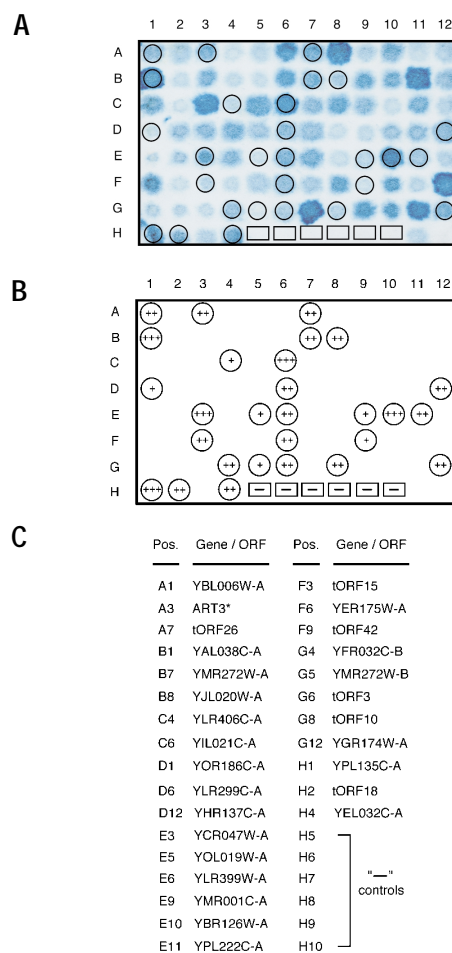 A
1 2 3 4 5 6 7 8 9 10 11 12
A
B
C
D
E
F
G
H
B
1 2 3 4 5 6 7 8 9 10 11 12
A ++ ++ ++
B +++ ++ ++
C + +++
D + ++ ++
E +++ + ++ + +++ ++
F ++ ++ +
G ++ + ++ ++ ++
H +++ ++ ++ — — — — — —
C
Pos. Gene / ORF Pos. Gene / ORF
A1 YBL006W-A F3 tORF15
A3 ART3* F6 YER175W-A
A7 tORF26 F9 tORF42
B1 YAL038C-A G4 YFR032C-B
B7 YMR272W-A G5 YMR272W-B
B8 YJL020W-A G6 tORF3
C4 YLR406C-A G8 tORF10
C6 YIL021C-A G12 YGR174W-A
D1 YOR186C-A H1 YPL135C-A
D6 YLR299C-A H2 tORF18
D12 YHR137C-A H4 YEL032C-A
E3 YCR047W-A H5
E5 YOL019W-A H6
E6 YLR399W-A H7 "—"
E9 YMR001C-A H8 controls
E10 YBR126W-A H9
E11 YPL222C-A H10